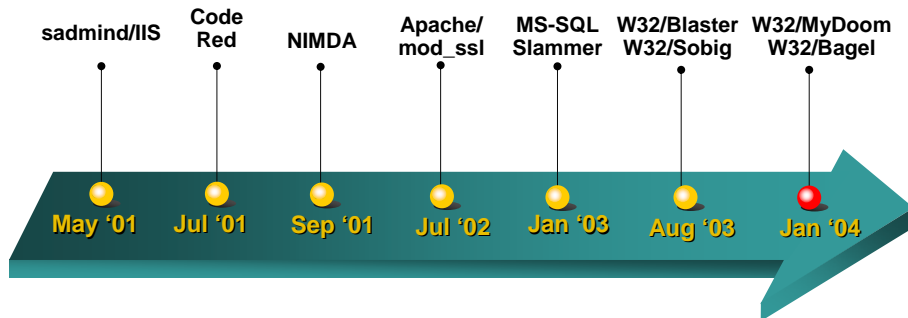 sadmind/IIS
Code
Red
NIMDA
Apache/
mod_ssl
MS-SQL
Slammer
W32/Blaster
W32/Sobig
W32/MyDoom
W32/Bagel
May ‘01
Jul ‘01
Sep ‘01
Jul ‘02
Jan ‘03
Aug ‘03
Jan ‘04